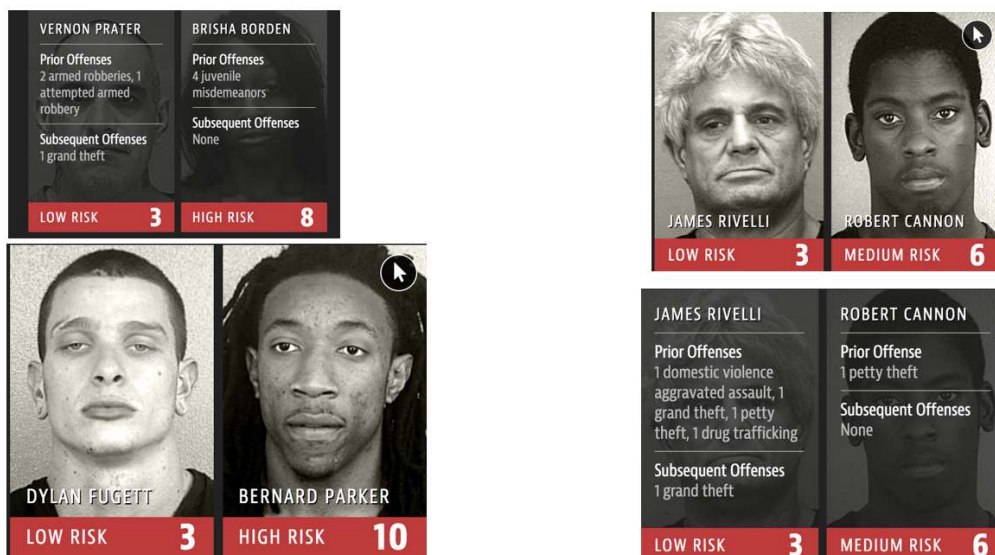 VERNON PRATER
Prior Offenses
2 armed robberies, 1
attempted armed
robbery
Subsequent Offenses
1 grand theft
LOW RISK 3
BRISHA BORDEN
Prior Offenses
4 juvenile
misdemeanors
Subsequent Offenses
None
HIGH RISK 8
DYLAN FUGETT
LOW RISK 3
BERNARD PARKER
HIGH RISK 10
JAMES RIVELLI
LOW RISK 3
ROBERT CANNON
MEDIUM RISK 6
JAMES RIVELLI
Prior Offenses
1 domestic violence
aggravated assault, 1
grand theft, 1 petty
theft, 1 drug trafficking
Subsequent Offenses
1 grand theft
LOW RISK 3
ROBERT CANNON
Prior Offense
1 petty theft
Subsequent Offenses
None
MEDIUM RISK 6